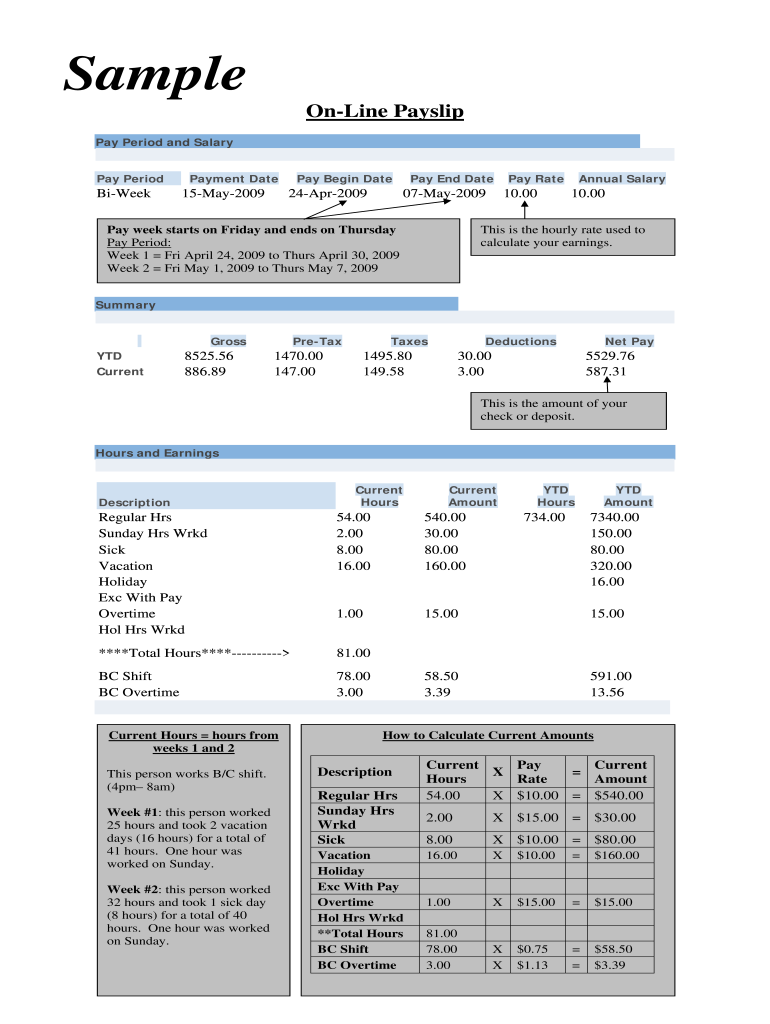 Sample
On-Line Payslip
Pay Period and Salary
Pay Period Payment Date Pay Begin Date Pay End Date Pay Rate Annual Salary
Bi-Week 15-May-2009 24-Apr-2009 07-May-2009 10.00 10.00
Pay week starts on Friday and ends on Thursday
Pay Period:
Week 1 = Fri April 24, 2009 to Thurs April 30, 2009
Week 2 = Fri May 1, 2009 to Thurs May 7, 2009
This is the hourly rate used to
calculate your earnings.
Summary
Gross Pre-Tax Taxes Deductions Net Pay
YTD 8525.56 1470.00 1495.80 30.00 5529.76
Current 886.89 147.00 149.58 3.00 587.31
This is the amount of your
check or deposit.
Hours and Earnings
Current Current YTD YTD
Description Hours Amount Hours Amount
Regular Hrs 54.00 540.00 734.00 7340.00
Sunday Hrs Wrkd 2.00 30.00 150.00
Sick 8.00 80.00 80.00
Vacation 16.00 160.00 320.00
Holiday 16.00
Exc With Pay
Overtime 1.00 15.00 15.00
Hol Hrs Wrkd
****Total Hours****----------> 81.00
BC Shift 78.00 58.50 591.00
BC Overtime 3.00 3.39 13.56
Current Hours = hours from
weeks 1 and 2
This person works B/C shift.
(4pm– 8am)
Week #1: this person worked
25 hours and took 2 vacation
days (16 hours) for a total of
41 hours. One hour was
worked on Sunday.
Week #2: this person worked
32 hours and took 1 sick day
(8 hours) for a total of 40
hours. One hour was worked
on Sunday.
How to Calculate Current Amounts
Description Current Hours X Pay Rate = Current Amount
Regular Hrs 54.00 X $10.00 = $540.00
Sunday Hrs Wrkd 2.00 X $15.00 = $30.00
Sick 8.00 X $10.00 = $80.00
Vacation 16.00 X $10.00 = $160.00
Holiday
Exc With Pay
Overtime 1.00 X $15.00 = $15.00
Hol Hrs Wrkd
**Total Hours 81.00
BC Shift 78.00 X $0.75 = $58.50
BC Overtime 3.00 X $1.13 = $3.39